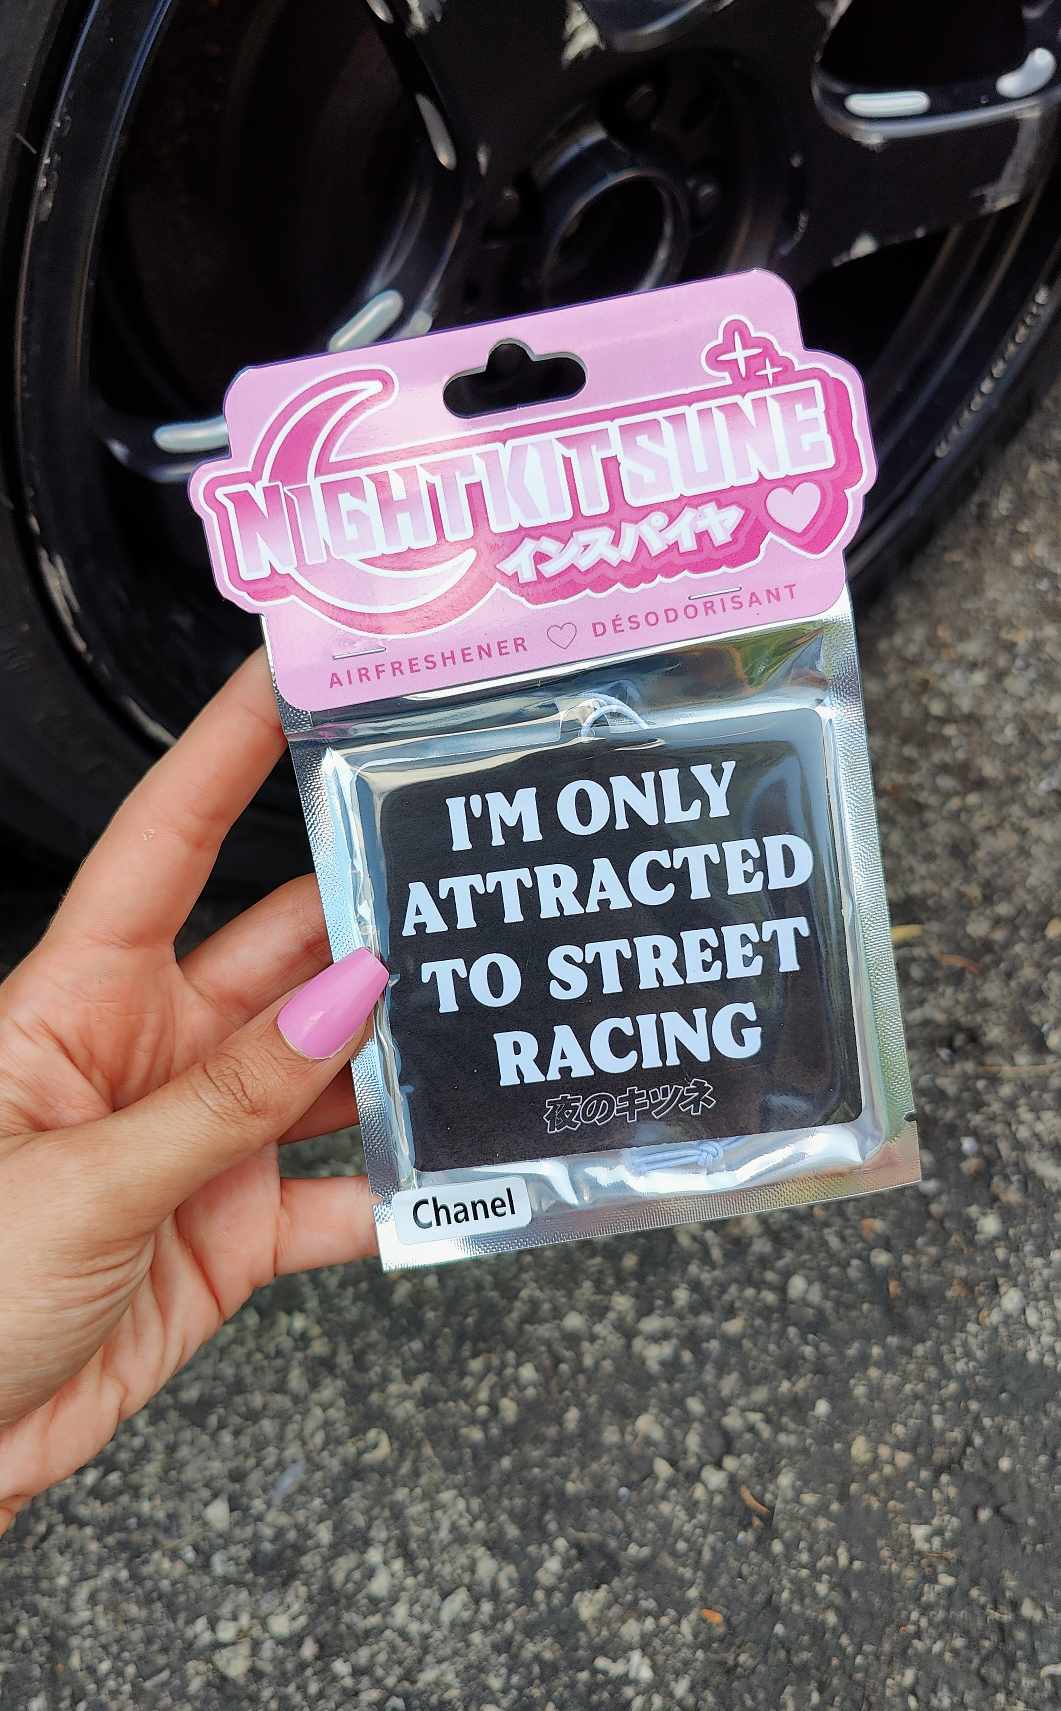 NIGHTKITSUNE
インスパイヤ
AIRFRESHENER ♡ DÉSODORISANT
I'M ONLY
ATTRACTED
TO STREET
RACING
夜のキツネ
Chanel